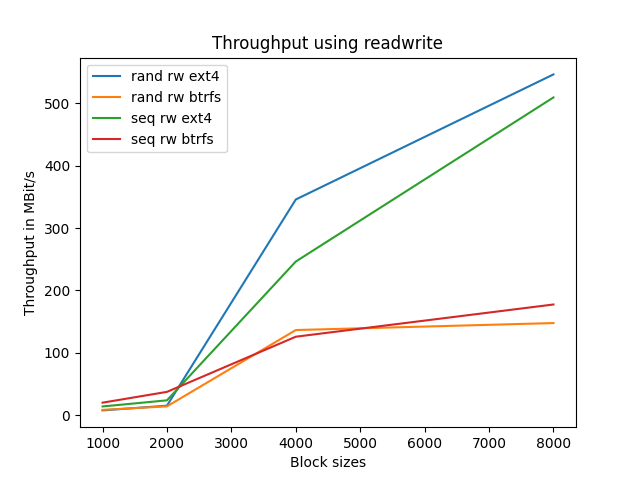 Throughput using readwrite
rand rw ext4
rand rw btrfs
seq rw ext4
seq rw btrfs
Throughput in MBit/s
500
400
300
200
100
0
1000 2000 3000 4000 5000 6000 7000 8000
Block sizes